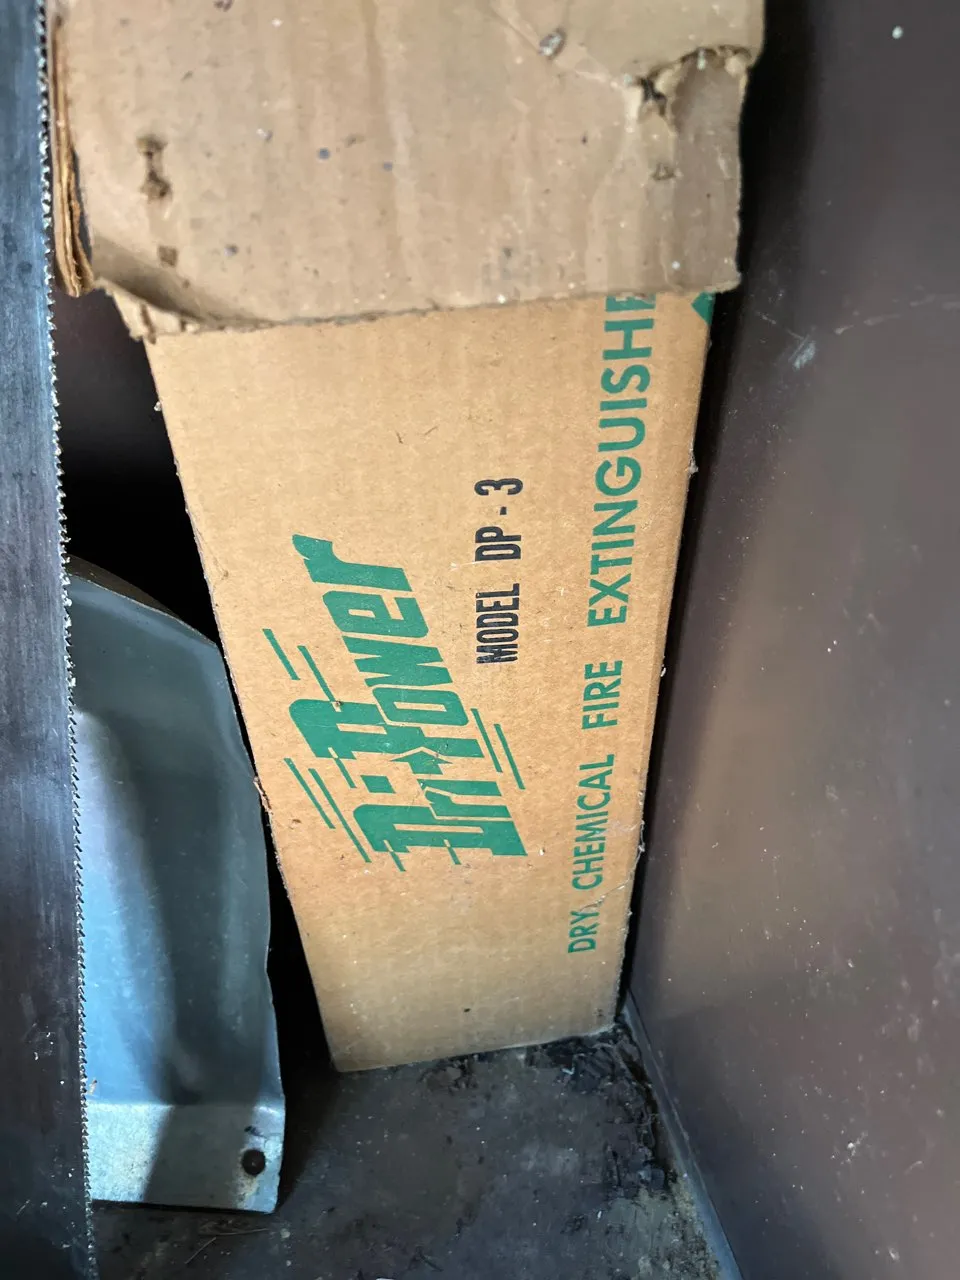 Dri-Power
MODEL DP-3
DRY CHEMICAL FIRE EXTINGUISHE